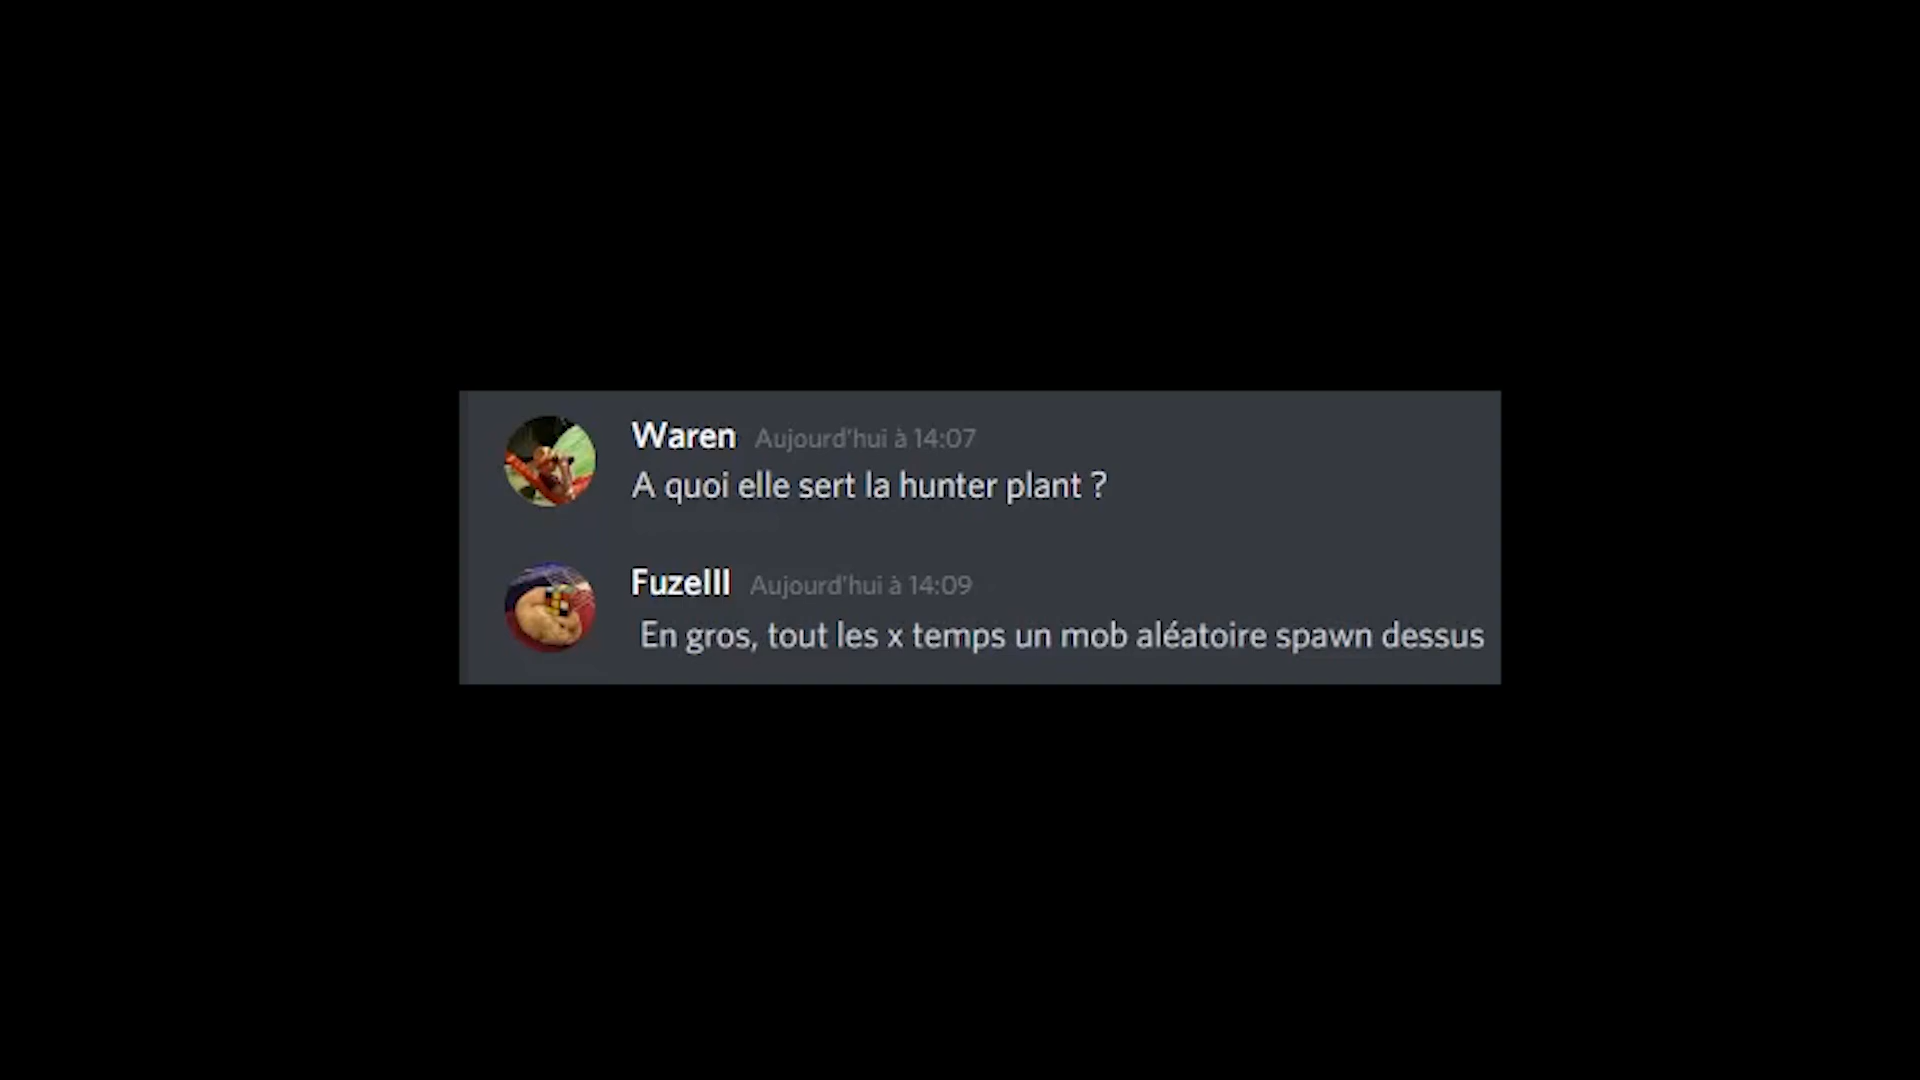 Waren Aujourd'hui à 14:07
A quoi elle sert la hunter plant ?
Fuzelll Aujourd'hui à 14:09
En gros, tout les x temps un mob aléatoire spawn dessus